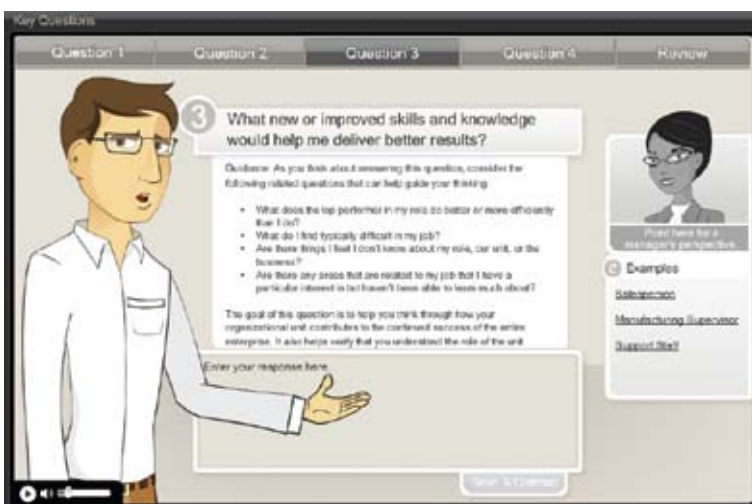 Key Questions
Question 1 Question 2 Question 3 Question 4 Review
3 What new or improved skills and knowledge
would help me deliver better results?
Guidance: As you think about answering this question, consider the
following related questions that can help guide your thinking:
• What does the top performer in my role do better or more efficiently
than I do?
• What do I find typically difficult in my job?
• Are there things I feel I don't know about my role, our unit, or the
business?
• Are there any areas that are related to my job that I have a
particular interest in but haven't been able to learn much about?
The goal of this question is to help you think through how your
organizational unit contributes to the continued success of the entire
enterprise. It also helps verify that you understand the role of the unit
Enter your response here
Save & Continue
Point here for a
manager's perspective.
Examples
Salesperson
Manufacturing Supervisor
Support Staff